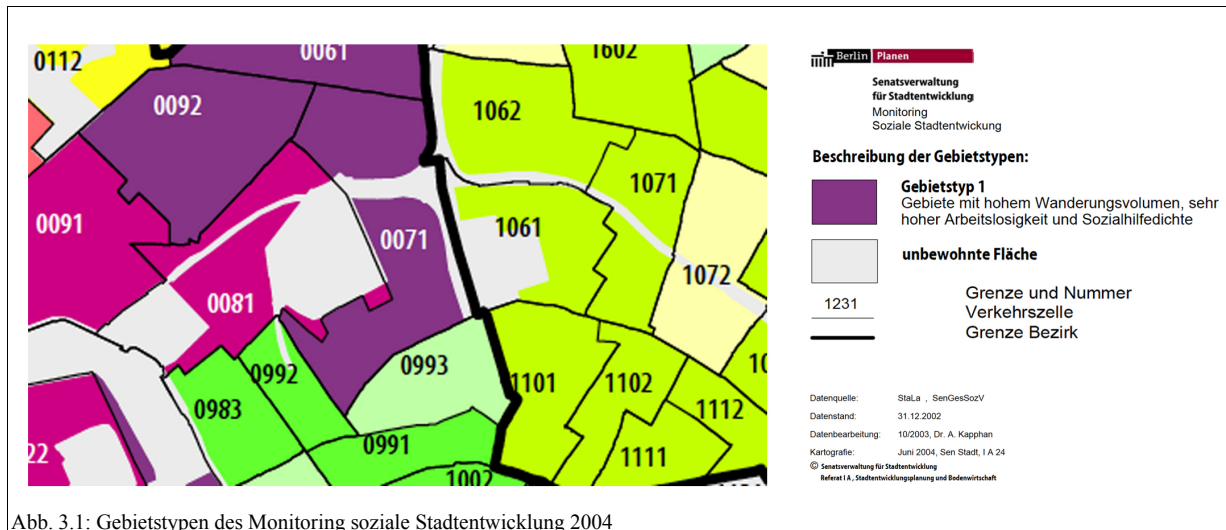 0112
0061
1602
0092
1062
1071
0091
0071
1061
1072
0081
0992
0993
1101
1102
10
0983
1112
0991
22
1111
1002
Berlin Planen
Senatsverwaltung
für Stadtentwicklung
Monitoring
Soziale Stadtentwickung
Beschreibung der Gebietstypen:
Gebietstyp 1
Gebiete mit hohem Wanderungsvolumen, sehr
hoher Arbeitslosigkeit und Sozialhilfedichte
unbewohnte Fläche
1231
Grenze und Nummer
Verkehrszelle
Grenze Bezirk
Datenquelle: StaLa , SenGesSozV
Datenstand: 31.12.2002
Datenbearbeitung: 10/2003, Dr. A. Kapphan
Kartografie: Juni 2004, Sen Stadt, I A 24
© Senatsverwaltung für Stadtentwicklung
Referat I A , Stadtentwicklungsplanung und Bodenwirtschaft
Abb. 3.1: Gebietstypen des Monitoring soziale Stadtentwicklung 2004